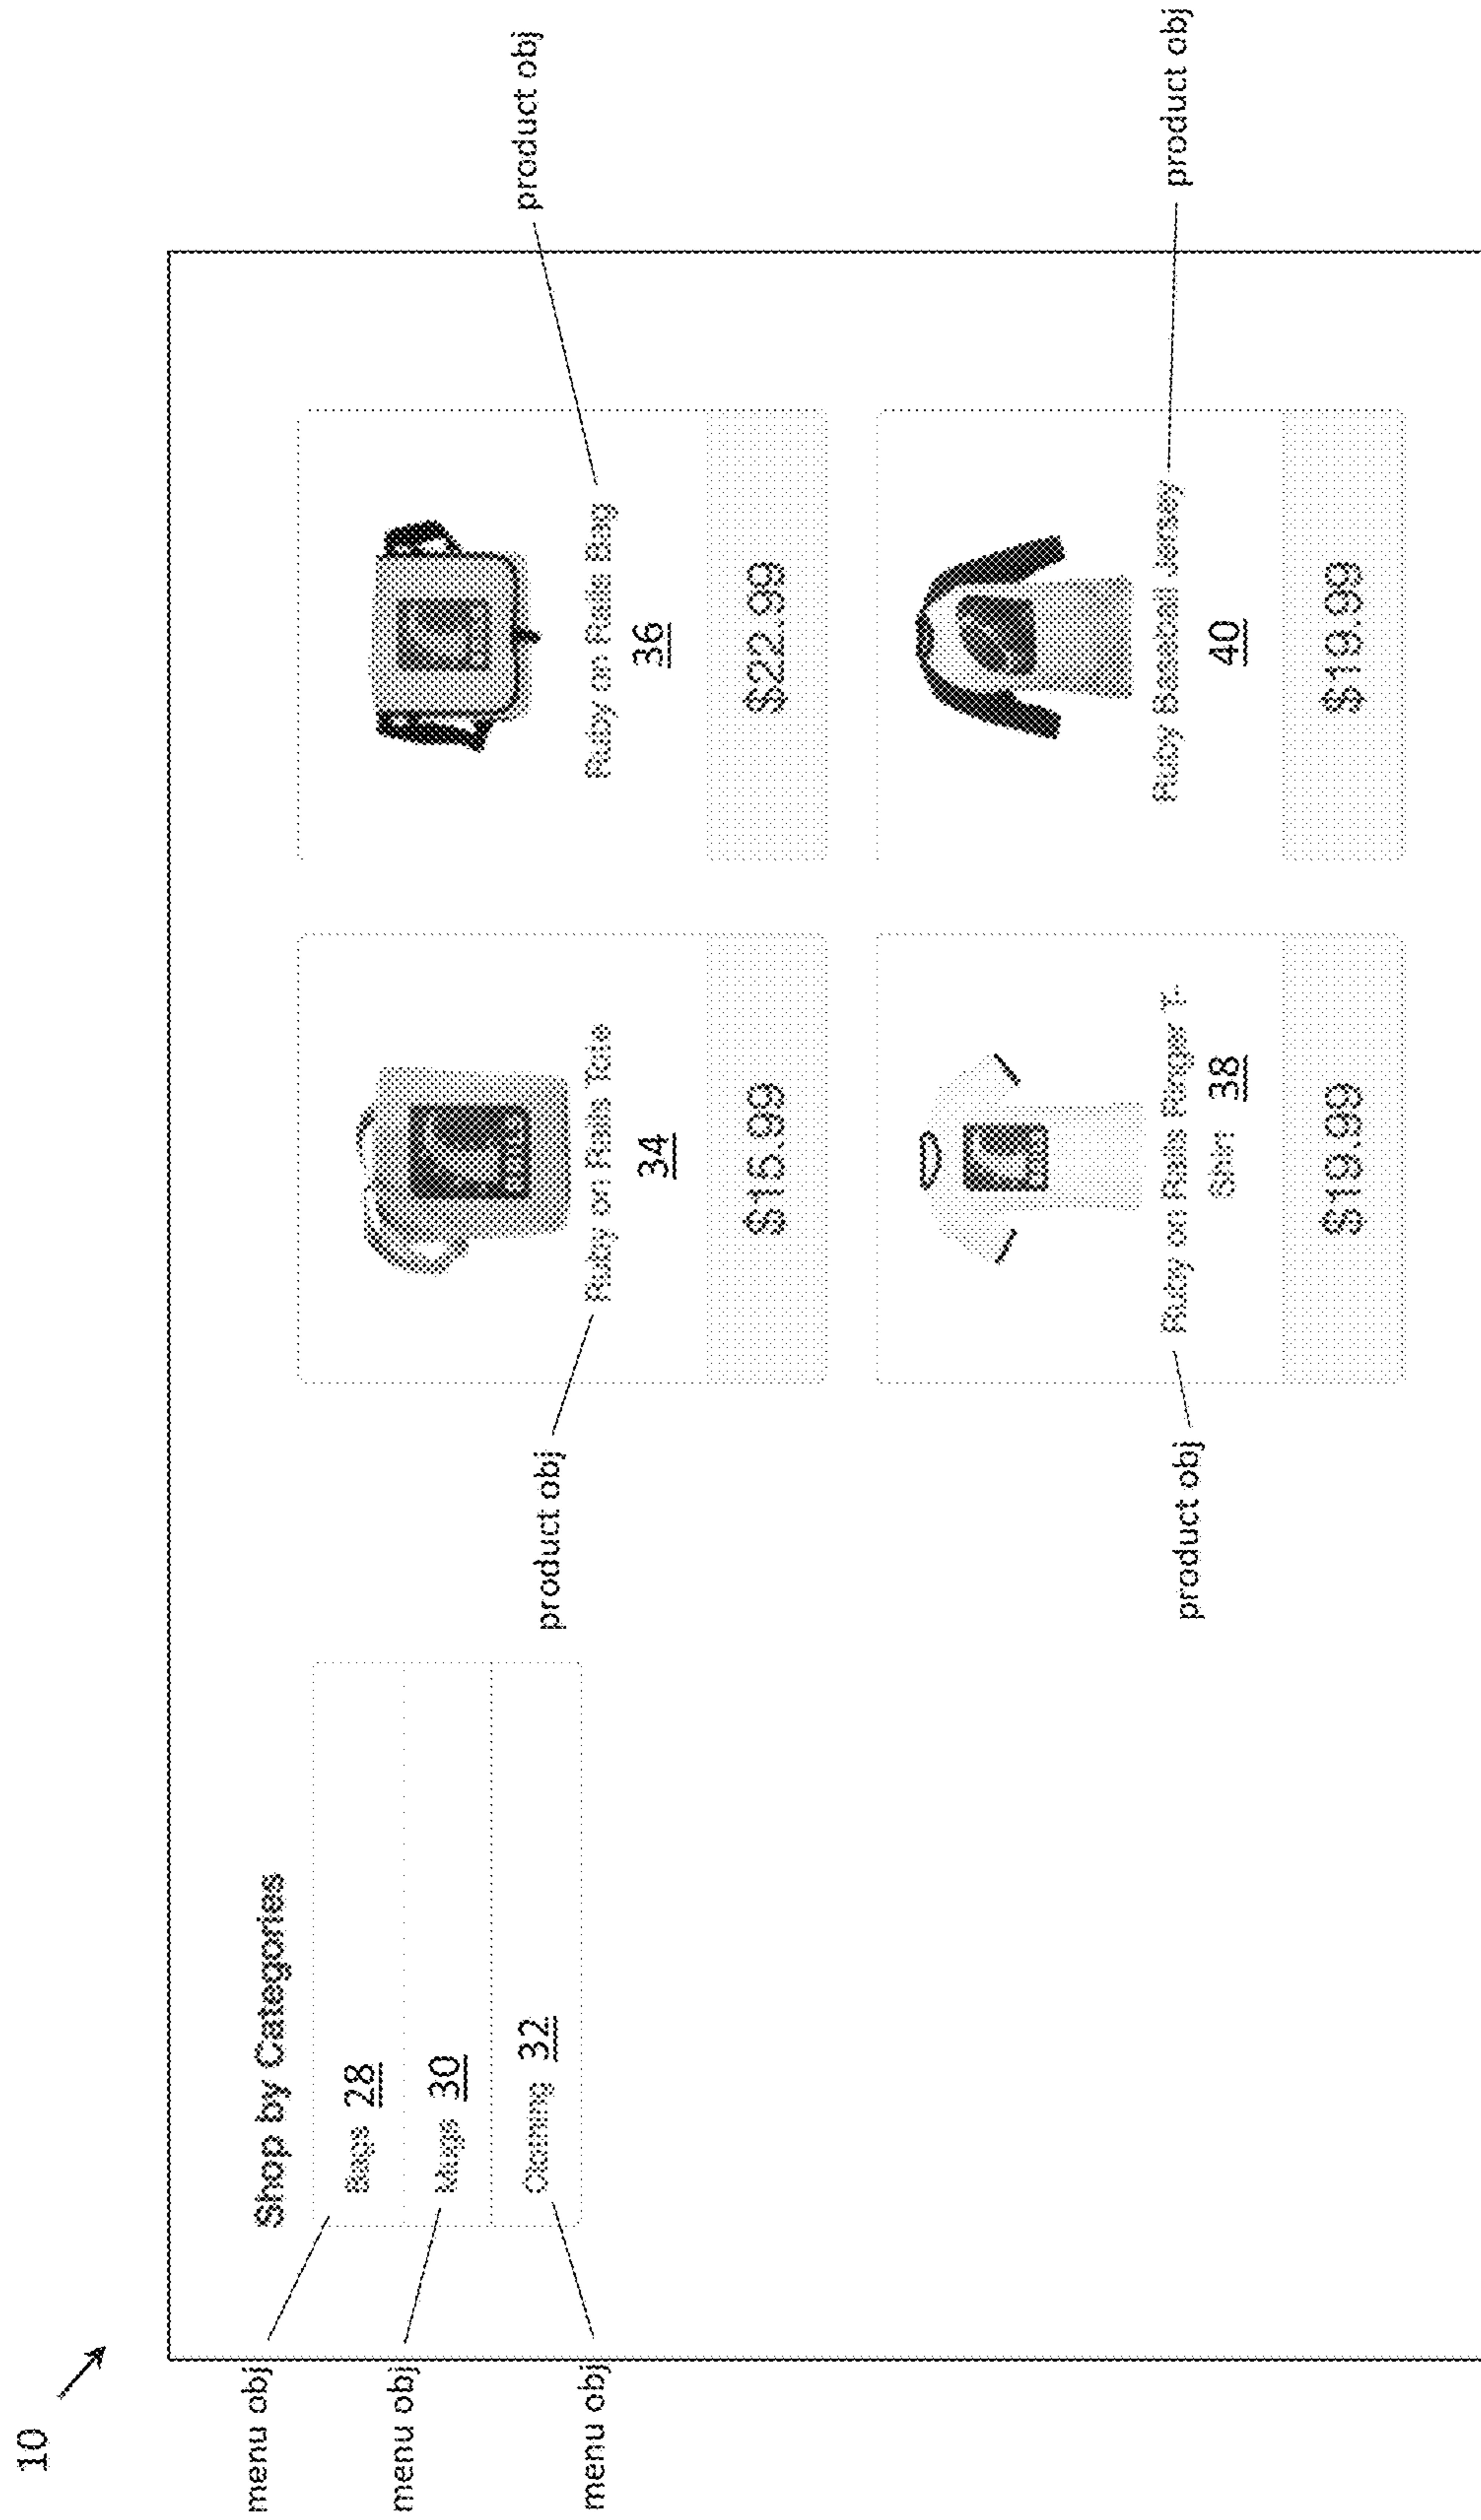 10
Shop by Categories
menu obj
Bags 28
menu obj
Mugs 30
menu obj
Clothing 32
product obj
Ruby on Rails Tote
34
$15.99
product obj
Ruby on Rails Bag
36
$22.99
product obj
Ruby on Rails Ringer T-
Shirt 38
$19.99
product obj
Ruby Baseball Jersey
40
$19.99